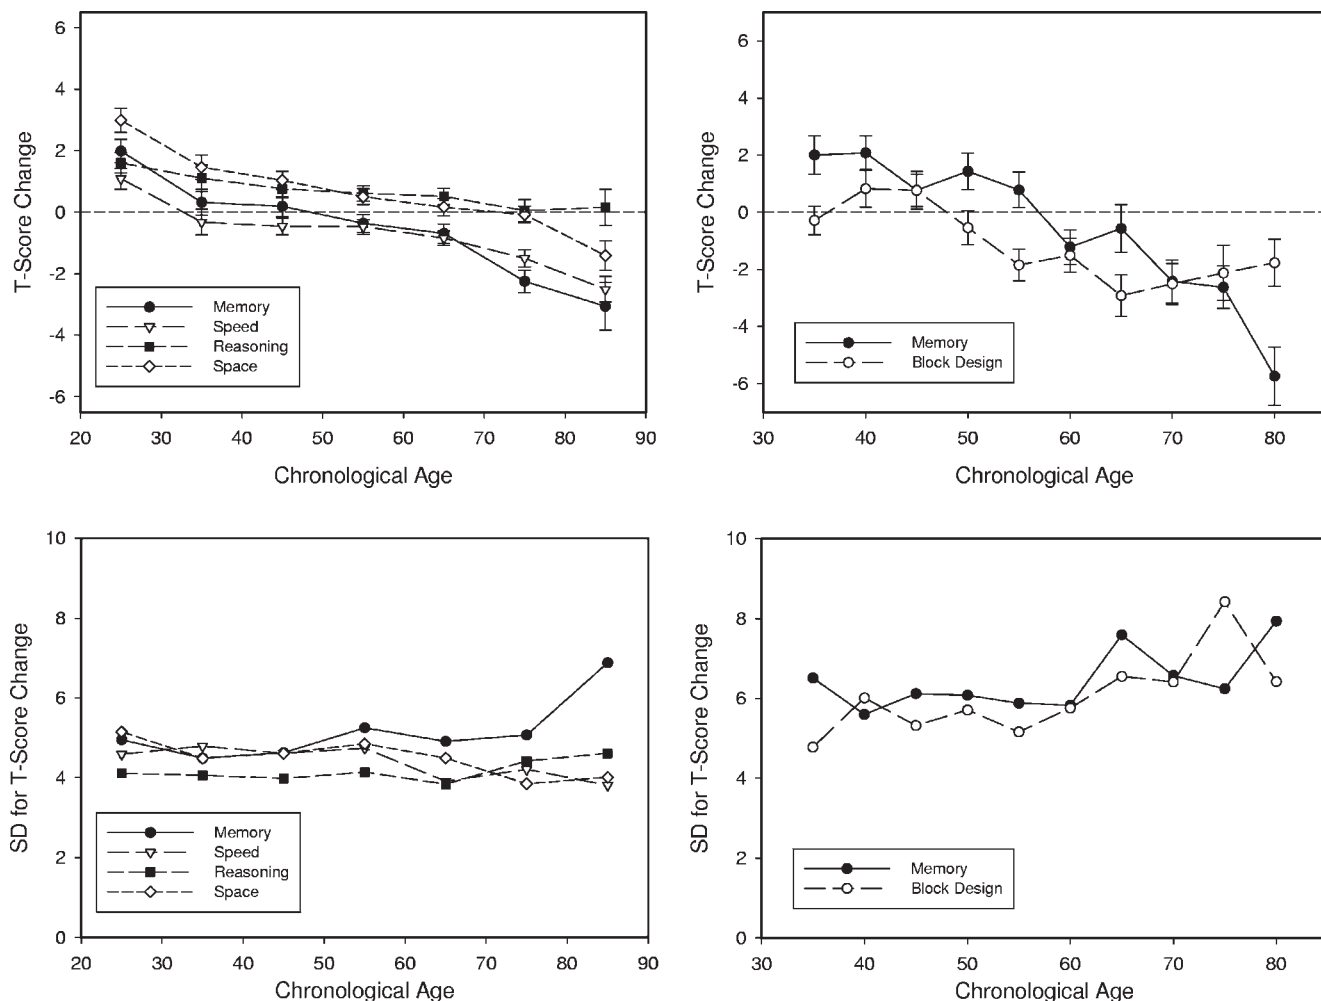 6
4
2
0
-2
-4
-6
T-Score Change
Memory
Speed
Reasoning
Space
20 30 40 50 60 70 80 90
Chronological Age
6
4
2
0
-2
-4
-6
T-Score Change
Memory
Block Design
30 40 50 60 70 80
Chronological Age
10
8
6
4
2
0
SD for T-Score Change
Memory
Speed
Reasoning
Space
20 30 40 50 60 70 80 90
Chronological Age
10
8
6
4
2
0
SD for T-Score Change
Memory
Block Design
30 40 50 60 70 80
Chronological Age